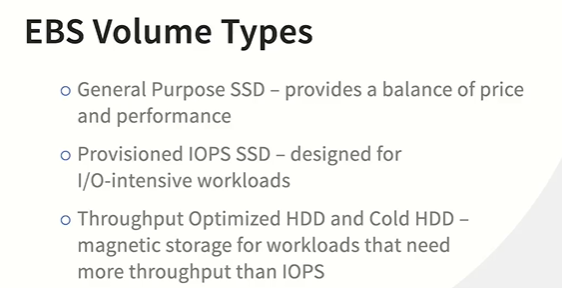 EBS Volume Types
○ General Purpose SSD – provides a balance of price
and performance
○ Provisioned IOPS SSD – designed for
I/O-intensive workloads
○ Throughput Optimized HDD and Cold HDD –
magnetic storage for workloads that need
more throughput than IOPS